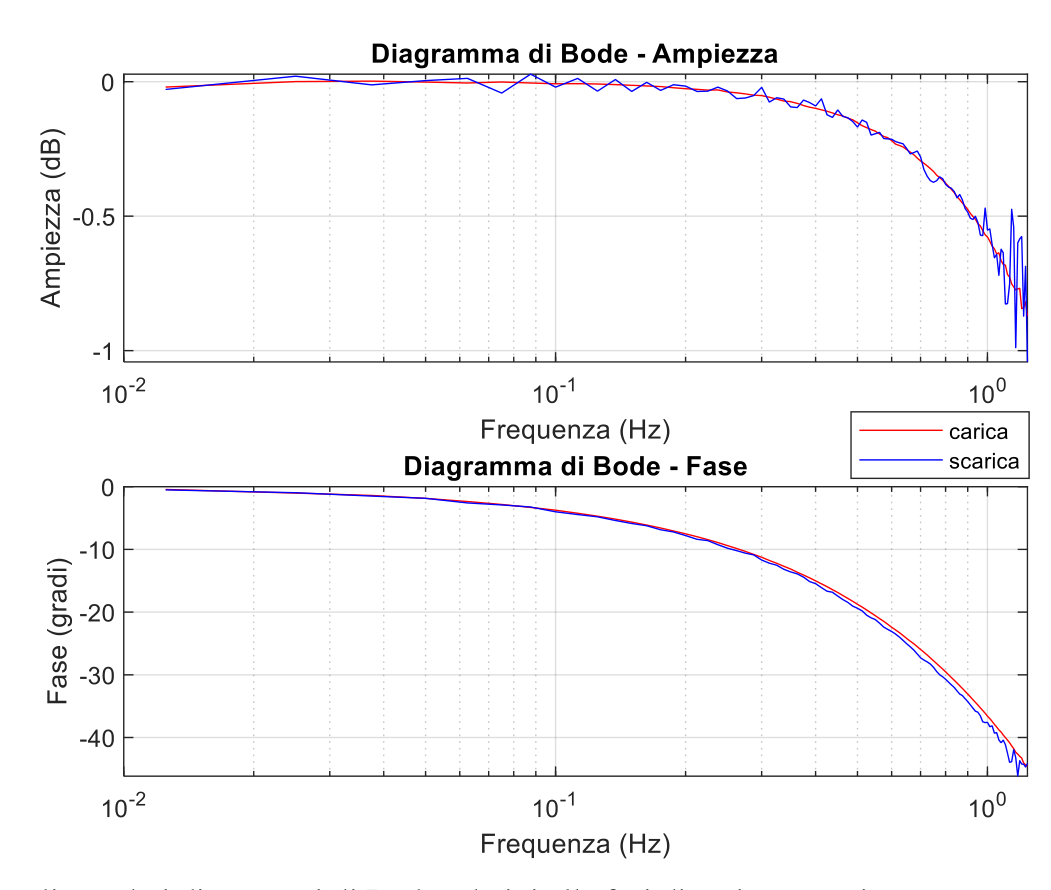 Diagramma di Bode - Ampiezza
Ampiezza (dB)
0
-0.5
-1
10-2
10-1
100
Frequenza (Hz)
carica
scarica
Diagramma di Bode - Fase
Fase (gradi)
0
-10
-20
-30
-40
10-2
10-1
100
Frequenza (Hz)